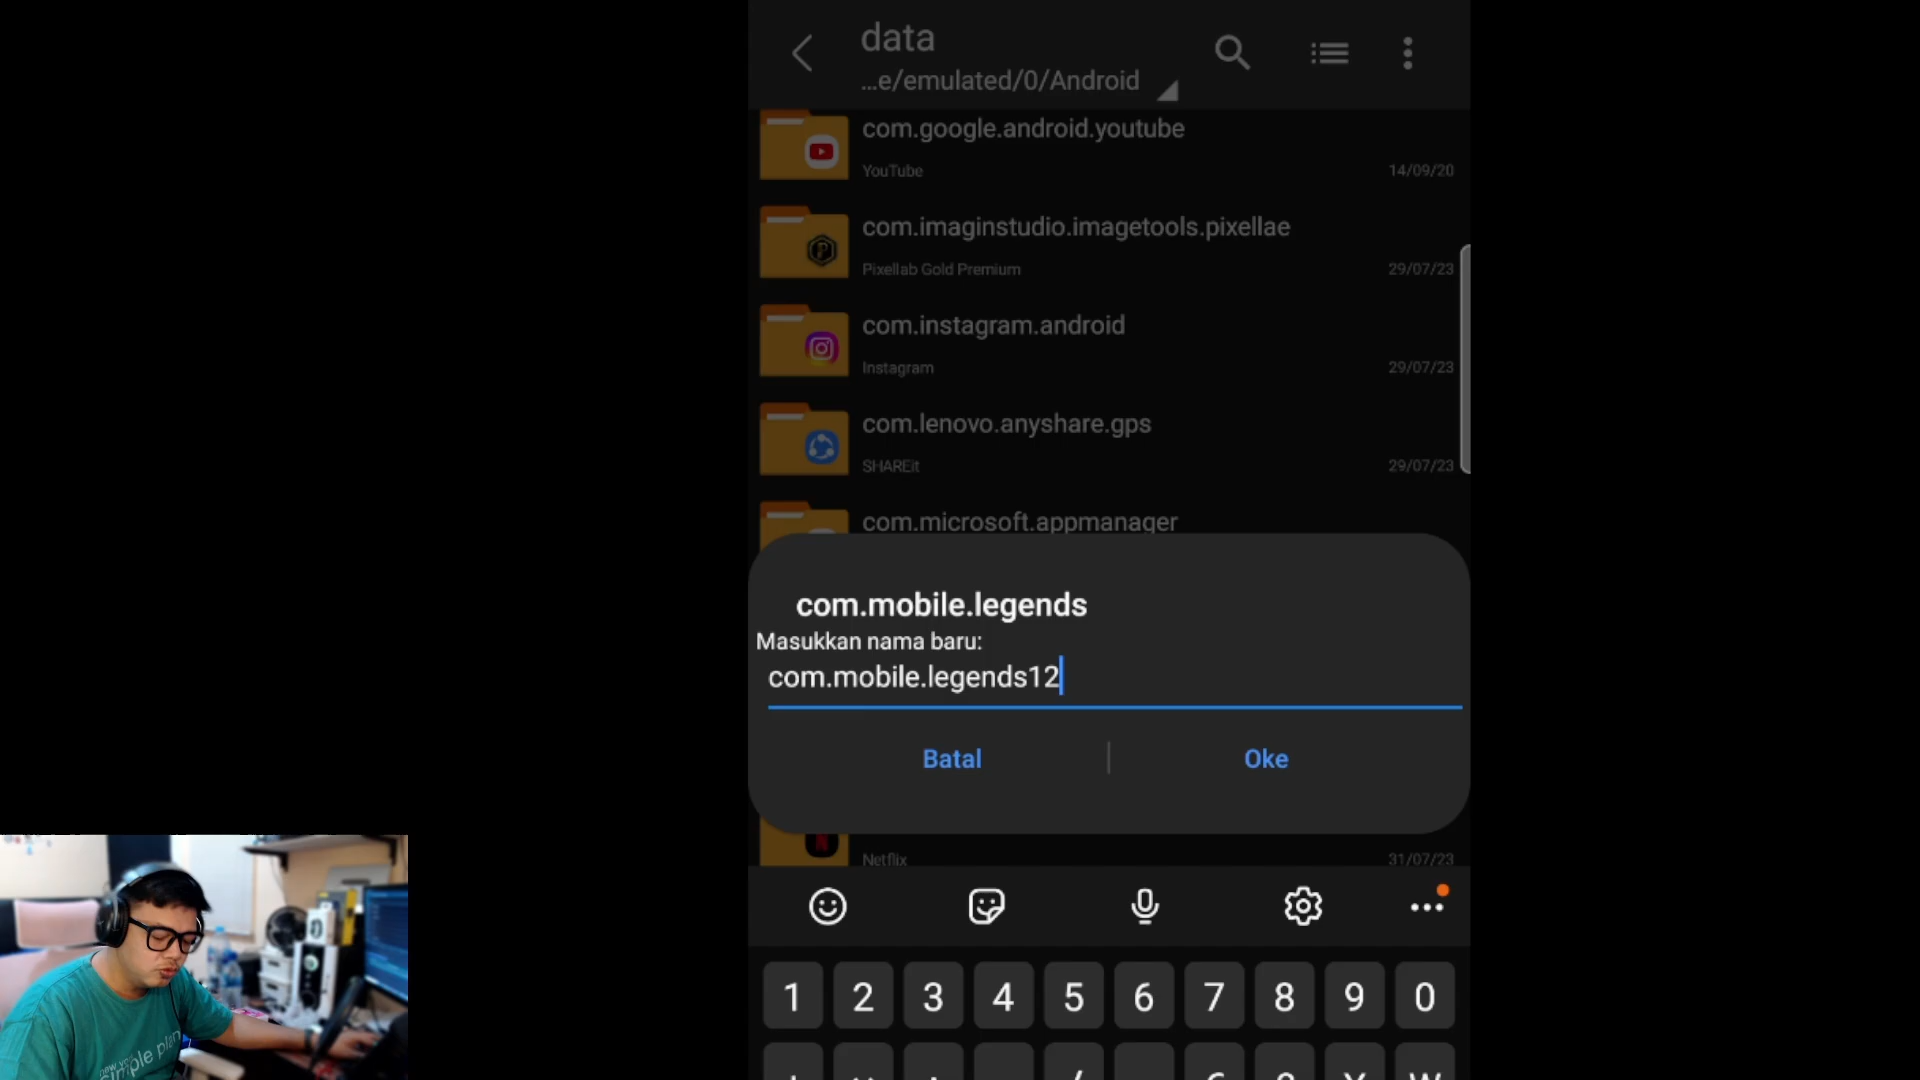 data
...e/emulated/0/Android
com.google.android.youtube
YouTube
14/09/20
com.imaginstudio.imagetools.pixellae
Pixellab Gold Premium
29/07/23
com.instagram.android
Instagram
29/07/23
com.lenovo.anyshare.gps
SHAREit
29/07/23
com.microsoft.appmanager
com.mobile.legends
Masukkan nama baru:
com.mobile.legends12
Batal
Oke
Netflix
31/07/23
1 2 3 4 5 6 7 8 9 0
simple plan